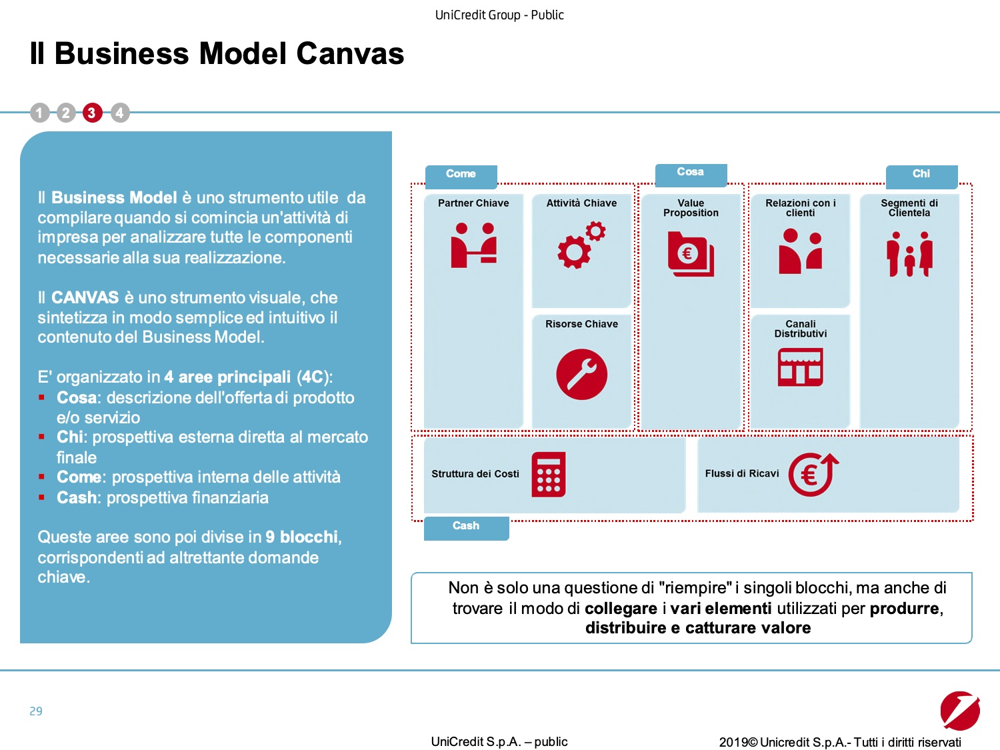 UniCredit Group - Public
Il Business Model Canvas
1 2 3 4
Il Business Model è uno strumento utile da
compilare quando si comincia un'attività di
impresa per analizzare tutte le componenti
necessarie alla sua realizzazione.
Il CANVAS è uno strumento visuale, che
sintetizza in modo semplice ed intuitivo il
contenuto del Business Model.
E' organizzato in 4 aree principali (4C):
▪ Cosa: descrizione dell'offerta di prodotto
e/o servizio
▪ Chi: prospettiva esterna diretta al mercato
finale
▪ Come: prospettiva interna delle attività
▪ Cash: prospettiva finanziaria
Queste aree sono poi divise in 9 blocchi,
corrispondenti ad altrettante domande
chiave.
Come
Cosa
Chi
Partner Chiave
Attività Chiave
Value
Proposition
€
Relazioni con i
clienti
Segmenti di
Clientela
Risorse Chiave
Canali
Distributivi
Struttura dei Costi
Flussi di Ricavi
€
Cash
Non è solo una questione di "riempire" i singoli blocchi, ma anche di
trovare il modo di collegare i vari elementi utilizzati per produrre,
distribuire e catturare valore
29
UniCredit S.p.A. – public
2019© Unicredit S.p.A.- Tutti i diritti riservati